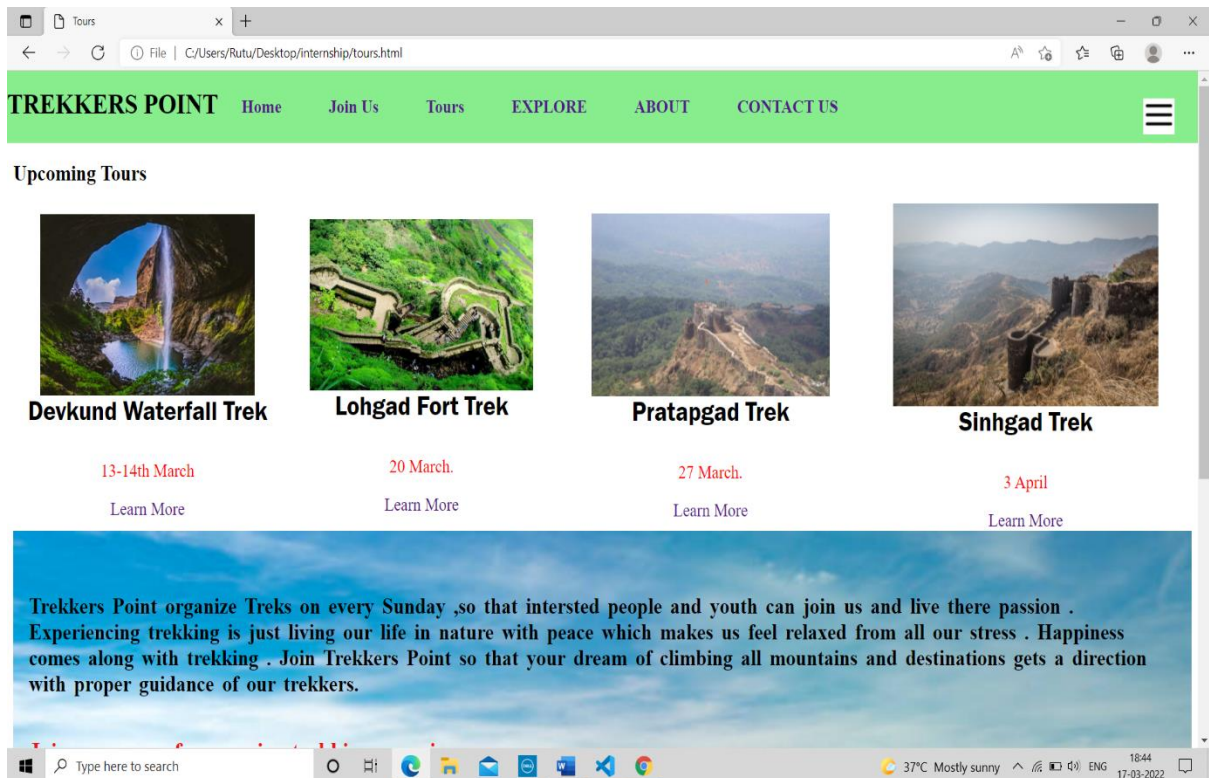 Tours
File | C:/Users/Rutu/Desktop/internship/tours.html
TREKKERS POINT Home Join Us Tours EXPLORE ABOUT CONTACT US
Upcoming Tours
Devkund Waterfall Trek
13-14th March
Learn More
Lohgad Fort Trek
20 March.
Learn More
Pratapgad Trek
27 March.
Learn More
Sinhgad Trek
3 April
Learn More
Trekkers Point organize Treks on every Sunday ,so that intersted people and youth can join us and live there passion .
Experiencing trekking is just living our life in nature with peace which makes us feel relaxed from all our stress . Happiness
comes along with trekking . Join Trekkers Point so that your dream of climbing all mountains and destinations gets a direction
with proper guidance of our trekkers.
Type here to search
37°C Mostly sunny
ENG
18:44
17-03-2022